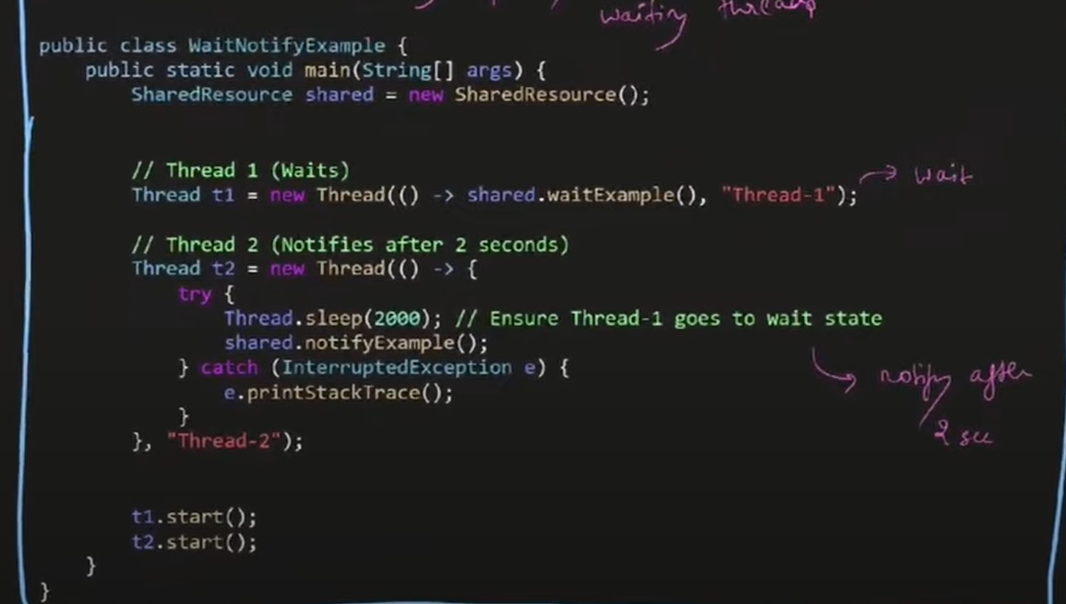 waiting threads
public class WaitNotifyExample {
public static void main(String[] args) {
SharedResource shared = new SharedResource();
// Thread 1 (Waits)
Thread t1 = new Thread(() -> shared.waitExample(), "Thread-1");
wait
// Thread 2 (Notifies after 2 seconds)
Thread t2 = new Thread(() -> {
try {
Thread.sleep(2000); // Ensure Thread-1 goes to wait state
shared.notifyExample();
} catch (InterruptedException e) {
notify after
e.printStackTrace();
}
2 sec
}, "Thread-2");
t1.start();
t2.start();
}
}